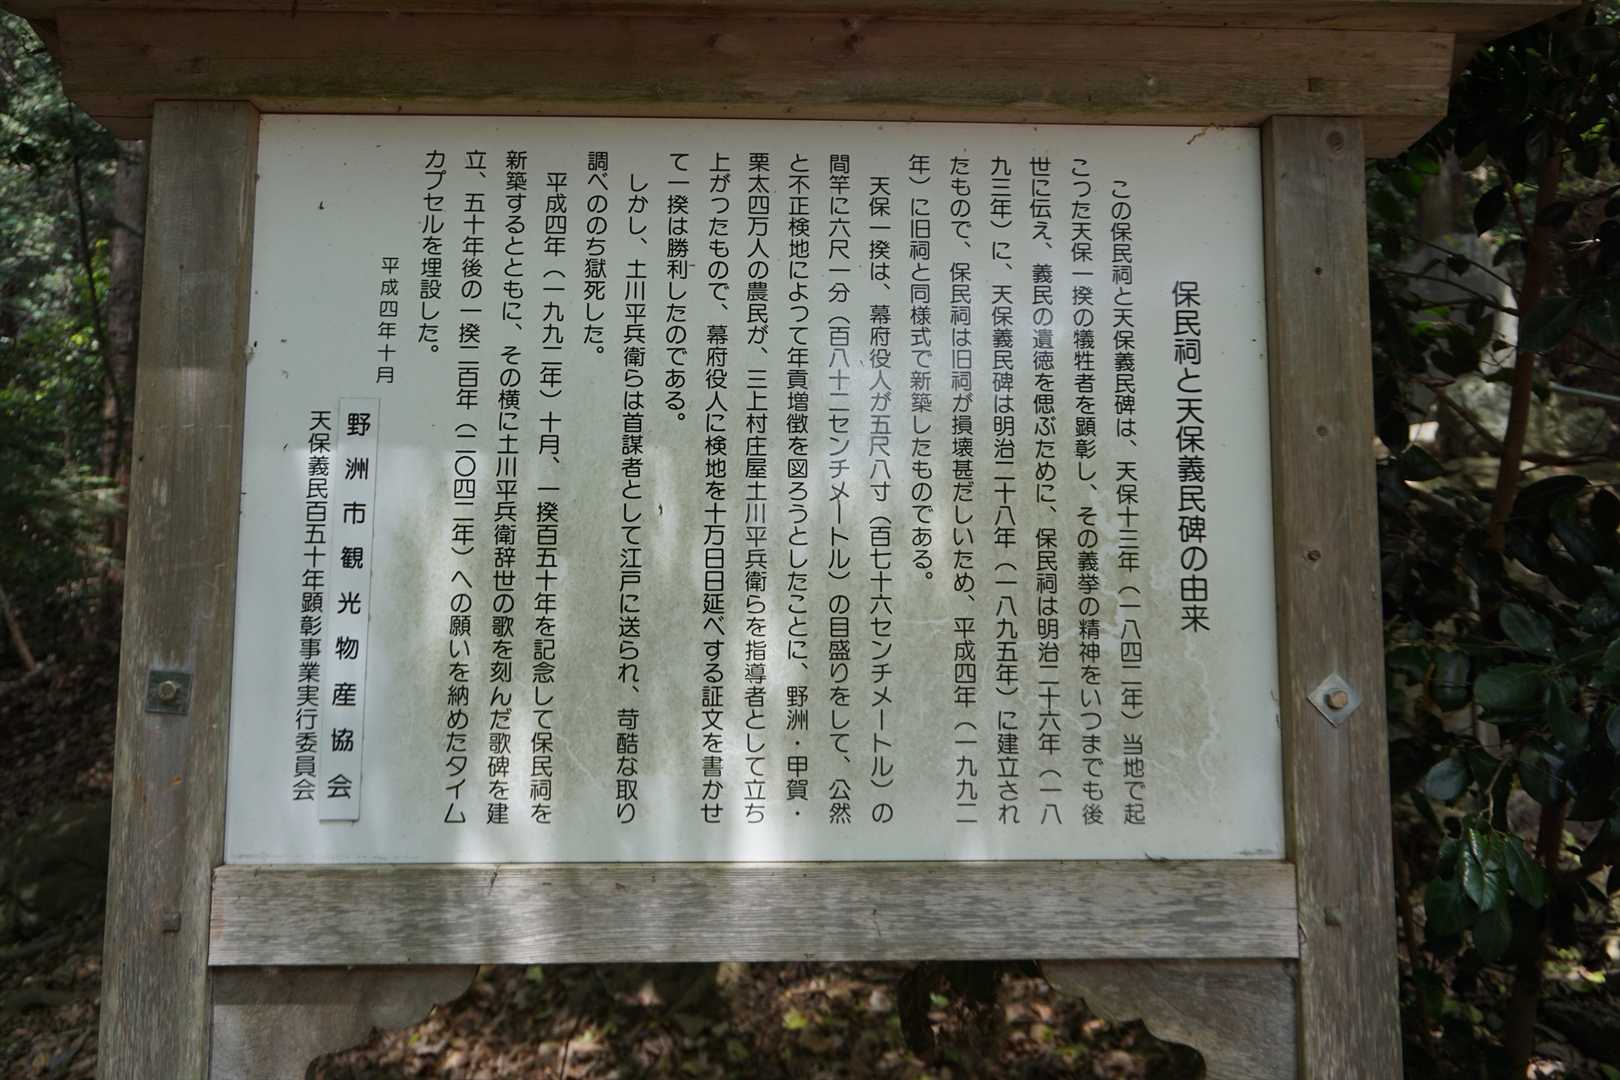 保民祠と天保義民碑の由来
この保民祠と天保義民碑は、天保十三年（一八四二年）当地で起
こった天保一揆の犠牲者を顕彰し、その義挙の精神をいつまでも後
世に伝え、義民の遺徳を偲ぶために、保民祠は明治二十六年（一八
九三年）に、天保義民碑は明治二十八年（一八九五年）に建立され
たもので、保民祠は旧祠が損壊甚だしいため、平成四年（一九九二
年）に旧祠と同様式で新築したものである。
天保一揆は、幕府役人が五尺八寸（百七十六センチメートル）の
間竿に六尺一分（百八十二センチメートル）の目盛りをして、公然
と不正検地によって年貢増徴を図ろうとしたことに、野洲・甲賀・
栗太四万人の農民が、三上村庄屋土川平兵衛らを指導者として立ち
上がったもので、幕府役人に検地を十万日日延べする証文を書かせ
て一揆は勝利したのである。
しかし、土川平兵衛らは首謀者として江戸に送られ、苛酷な取り
調べののち獄死した。
平成四年（一九九二年）十月、一揆百五十年を記念して保民祠を
新築するとともに、その横に土川平兵衛辞世の歌を刻んだ歌碑を建
立、五十年後の一揆二百年（二〇四二年）への願いを納めたタイム
カプセルを埋設した。
平成四年十月
野洲市観光物産協会
天保義民百五十年顕彰事業実行委員会